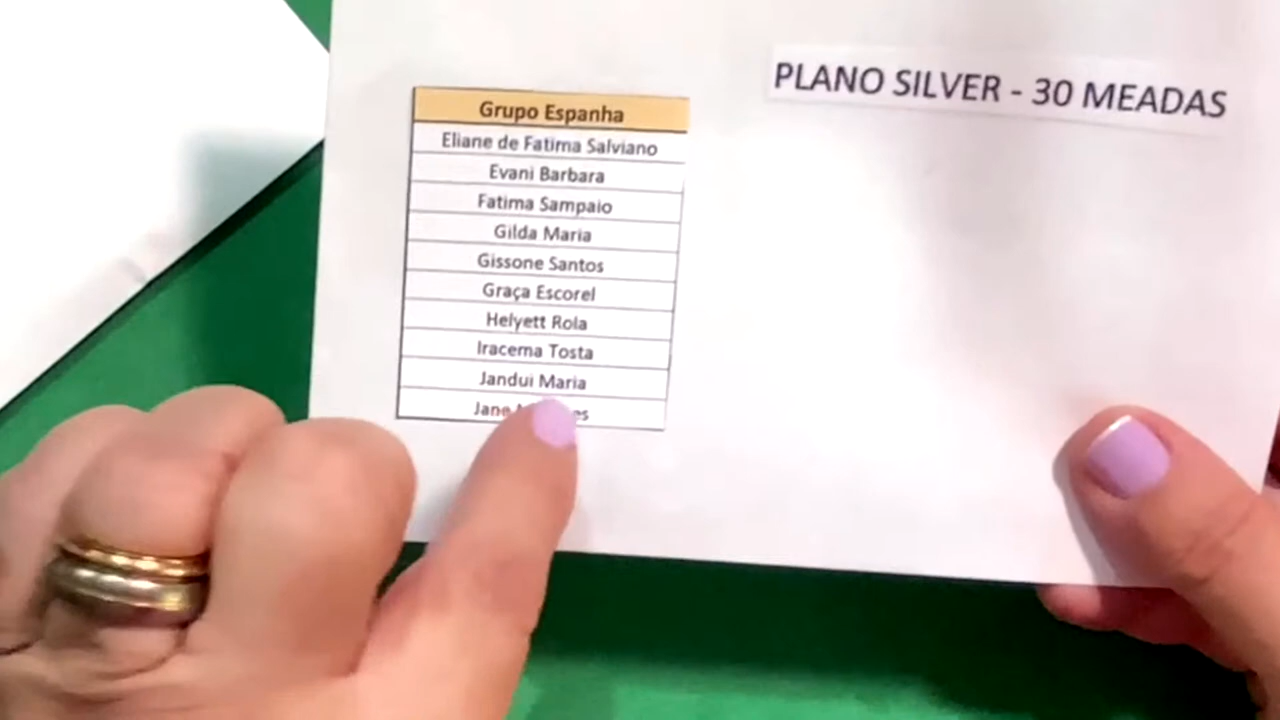 PLANO SILVER - 30 MEADAS
Grupo Espanha
Eliane de Fatima Salviano
Evani Barbara
Fatima Sampaio
Gilda Maria
Gissone Santos
Graça Escorel
Helyett Rola
Iracema Tosta
Jandui Maria
Jane